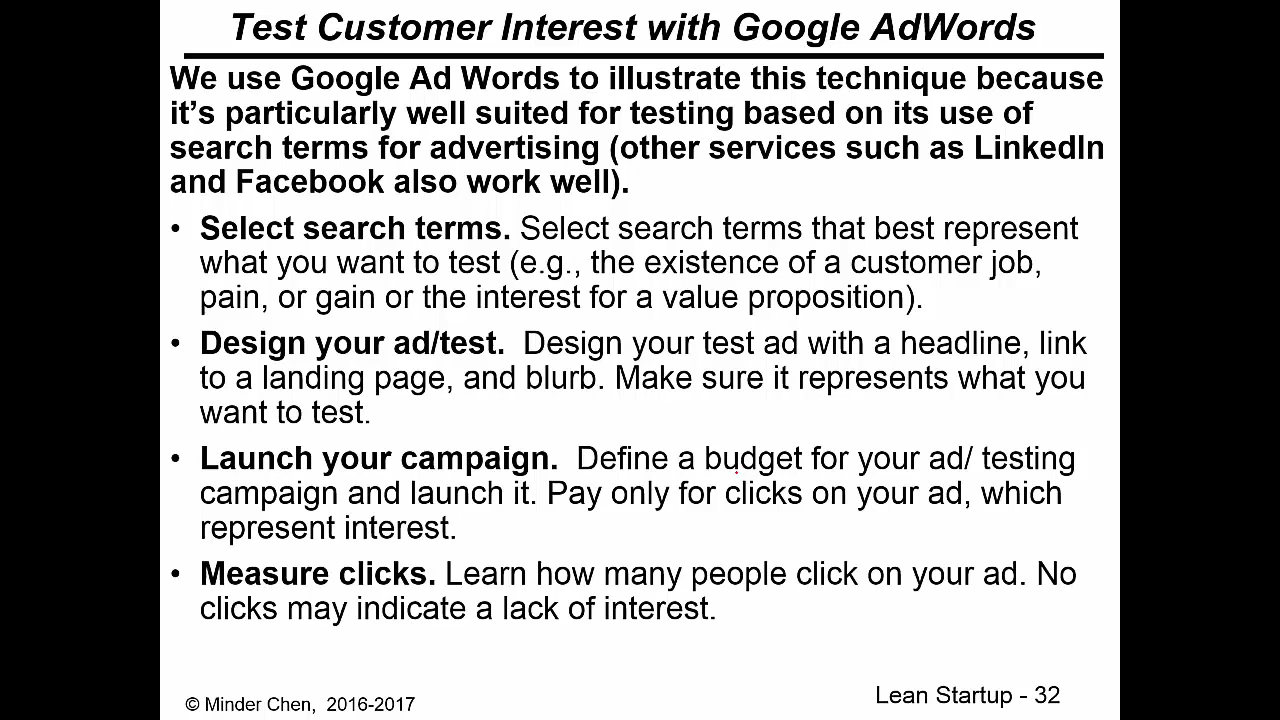 Test Customer Interest with Google AdWords
We use Google Ad Words to illustrate this technique because
it’s particularly well suited for testing based on its use of
search terms for advertising (other services such as LinkedIn
and Facebook also work well).
• Select search terms. Select search terms that best represent
what you want to test (e.g., the existence of a customer job,
pain, or gain or the interest for a value proposition).
• Design your ad/test.  Design your test ad with a headline, link
to a landing page, and blurb. Make sure it represents what you
want to test.
• Launch your campaign.  Define a budget for your ad/ testing
campaign and launch it. Pay only for clicks on your ad, which
represent interest.
• Measure clicks. Learn how many people click on your ad. No
clicks may indicate a lack of interest.
© Minder Chen,  2016-2017
Lean Startup - 32